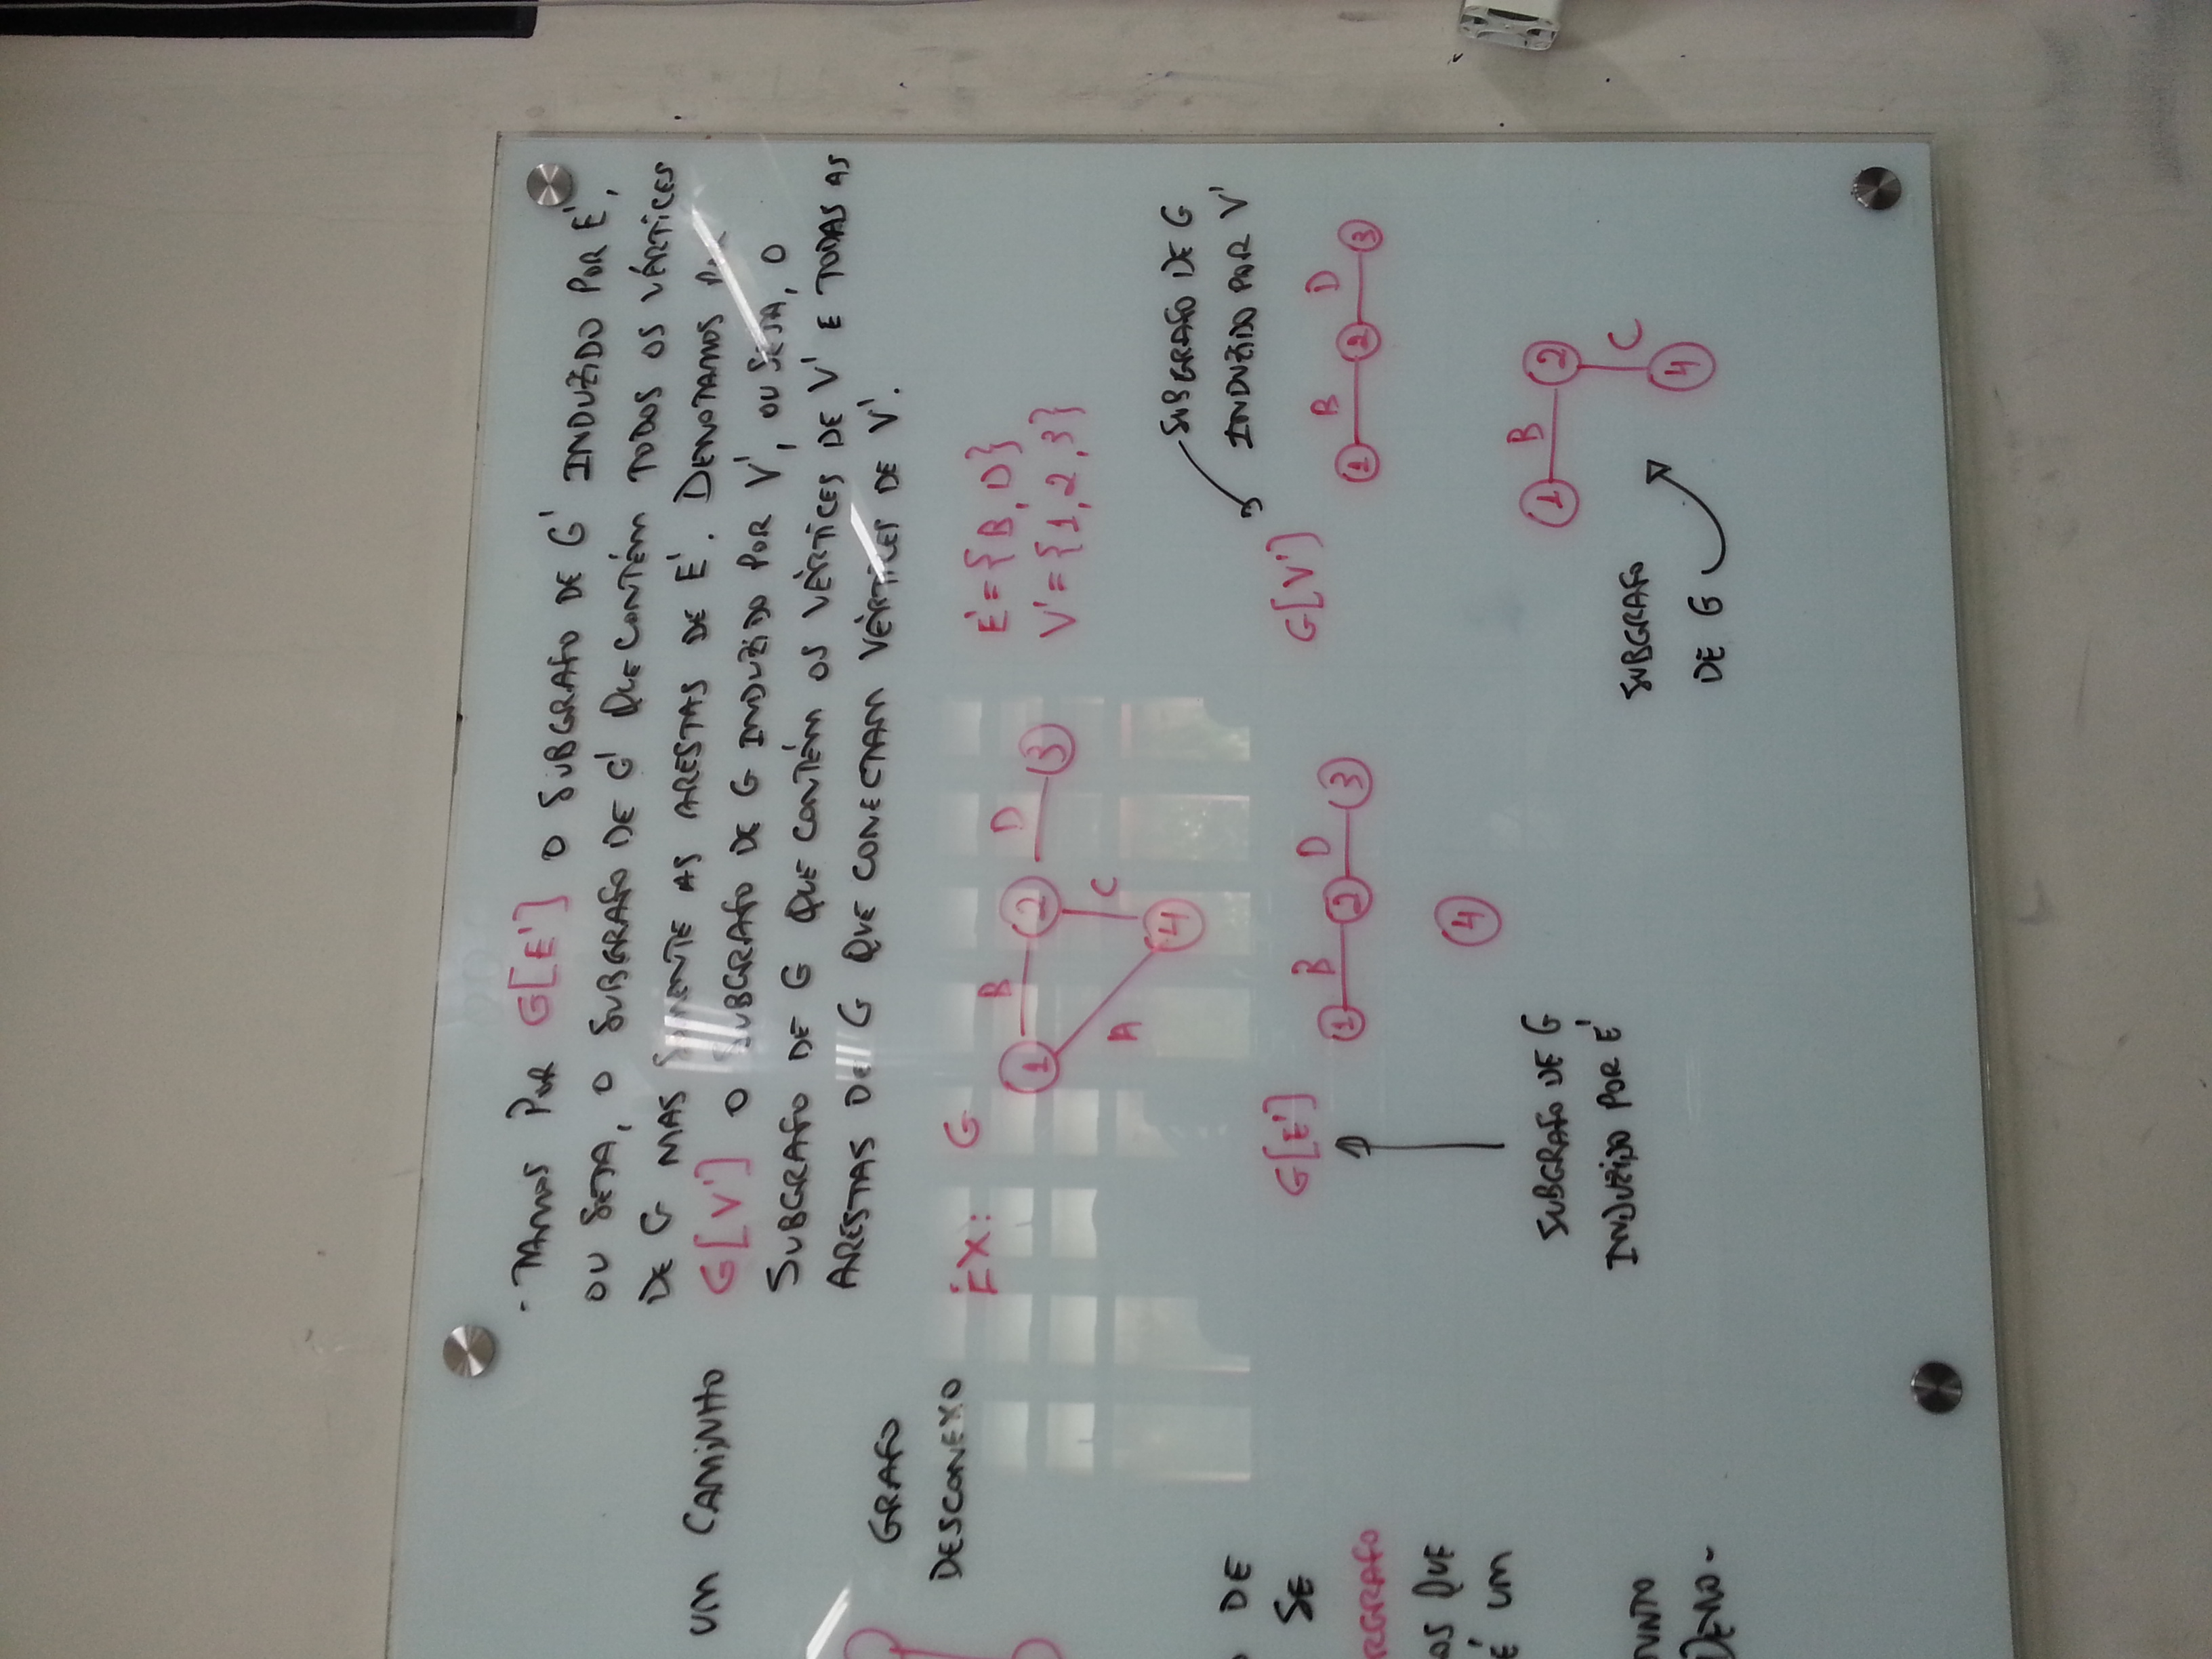 UM CAMINHO
GRAFO
DESCONEXO
DE
SE
RGRAFO
OS QUE
É UM
UNTO
DENO-
-TAMOS POR G[E'] O SUBGRAFO DE G' INDUZIDO POR E',
OU SEJA, O SUBGRAFO DE G' QUE CONTÉM TODOS OS VÉRTICES
DE G MAS SOMENTE AS ARESTAS DE E'. DENOTAMOS POR
G[V'] O SUBGRAFO DE G INDUZIDO POR V', OU SEJA, O
SUBGRAFO DE G QUE CONTÉM OS VÉRTICES DE V' E TODAS AS
ARESTAS DE G QUE CONECTAM VÉRTICES DE V'.
EX: G
1 B 2 D 3
A C
4
E'={B,D}
V'={1,2,3}
G[E']
1 B 2 D 3
4
SUBGRAFO DE G
INDUZIDO POR E'
SUBGRAFO DE G
INDUZIDO POR V'
G[V']
1 B 2 D 3
1 B 2
C
4
SUBGRAFO
DE G